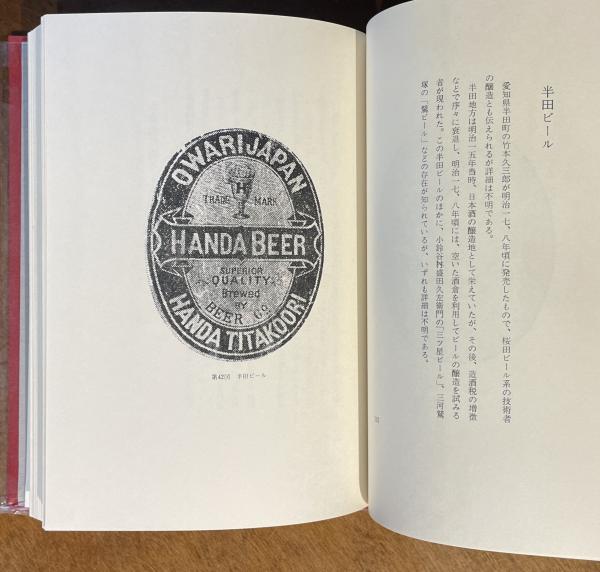 半田ビール
愛知県半田町の竹本久三郎が明治一七、八年頃に発売したもので、桜田ビール系の技術者
の醸造とも伝えられるが詳細は不明である。
半田地方は明治一五年当時、日本酒の醸造地として栄えていたが、その後、造酒税の増徴
などで序々に衰退し、明治一七、八年頃には、空いた酒倉を利用してビールの醸造を試みる
者が現われた。この半田ビールのほかに、小鈴谷村盛田久左衛門の「三ツ星ビール」、三河鷲
塚の「鷲ビール」などの存在が知られているが、いずれも詳細は不明である。
OWARI JAPAN
TRADE MARK
H
HANDA BEER
SUPERIOR
QUALITY
Brewed
BY
BEER Co
HANDA TITAKOORI
第42図 半田ビール